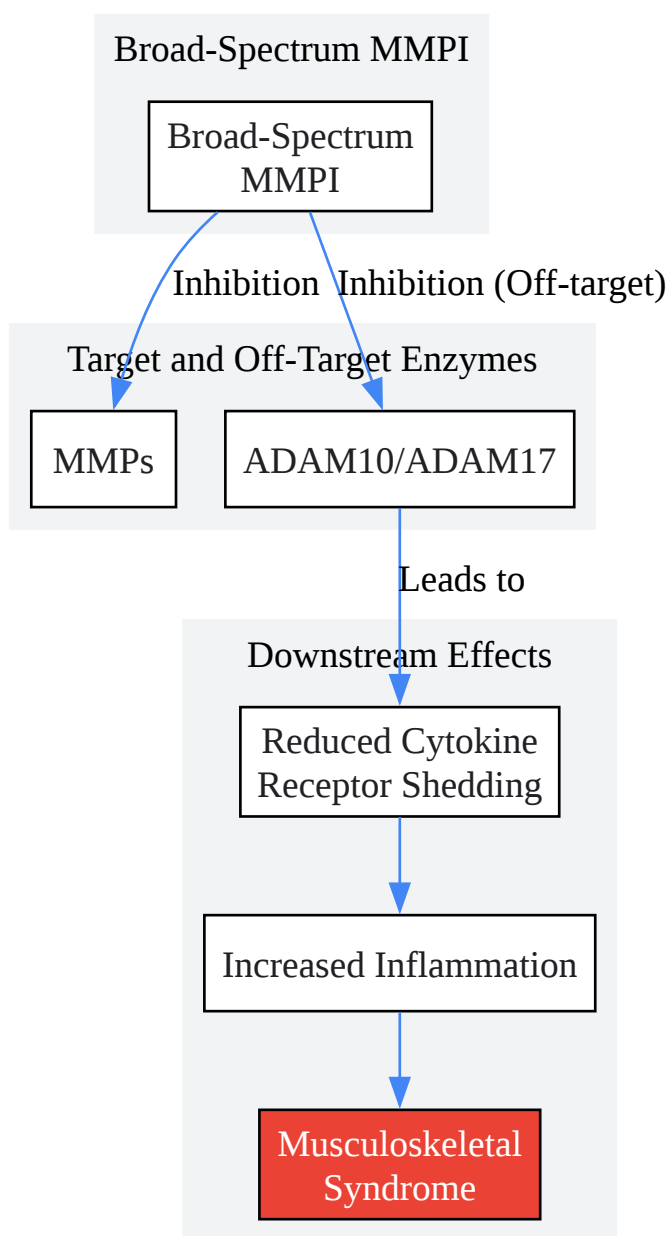 Broad-Spectrum MMPI
Broad-Spectrum
MMPI
Inhibition
Inhibition (Off-target)
Target and Off-Target Enzymes
MMPs
ADAM10/ADAM17
Leads to
Downstream Effects
Reduced Cytokine
Receptor Shedding
Increased Inflammation
Musculoskeletal
Syndrome